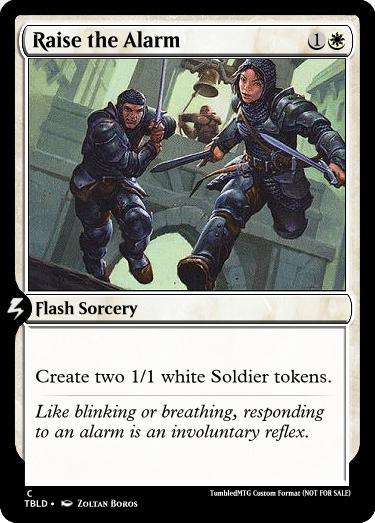 Raise the Alarm 1
Flash Sorcery
Create two 1/1 white Soldier tokens.
Like blinking or breathing, responding
to an alarm is an involuntary reflex.
C
TBLD • Zoltan Boros
TumbledMTG Custom Format (NOT FOR SALE)